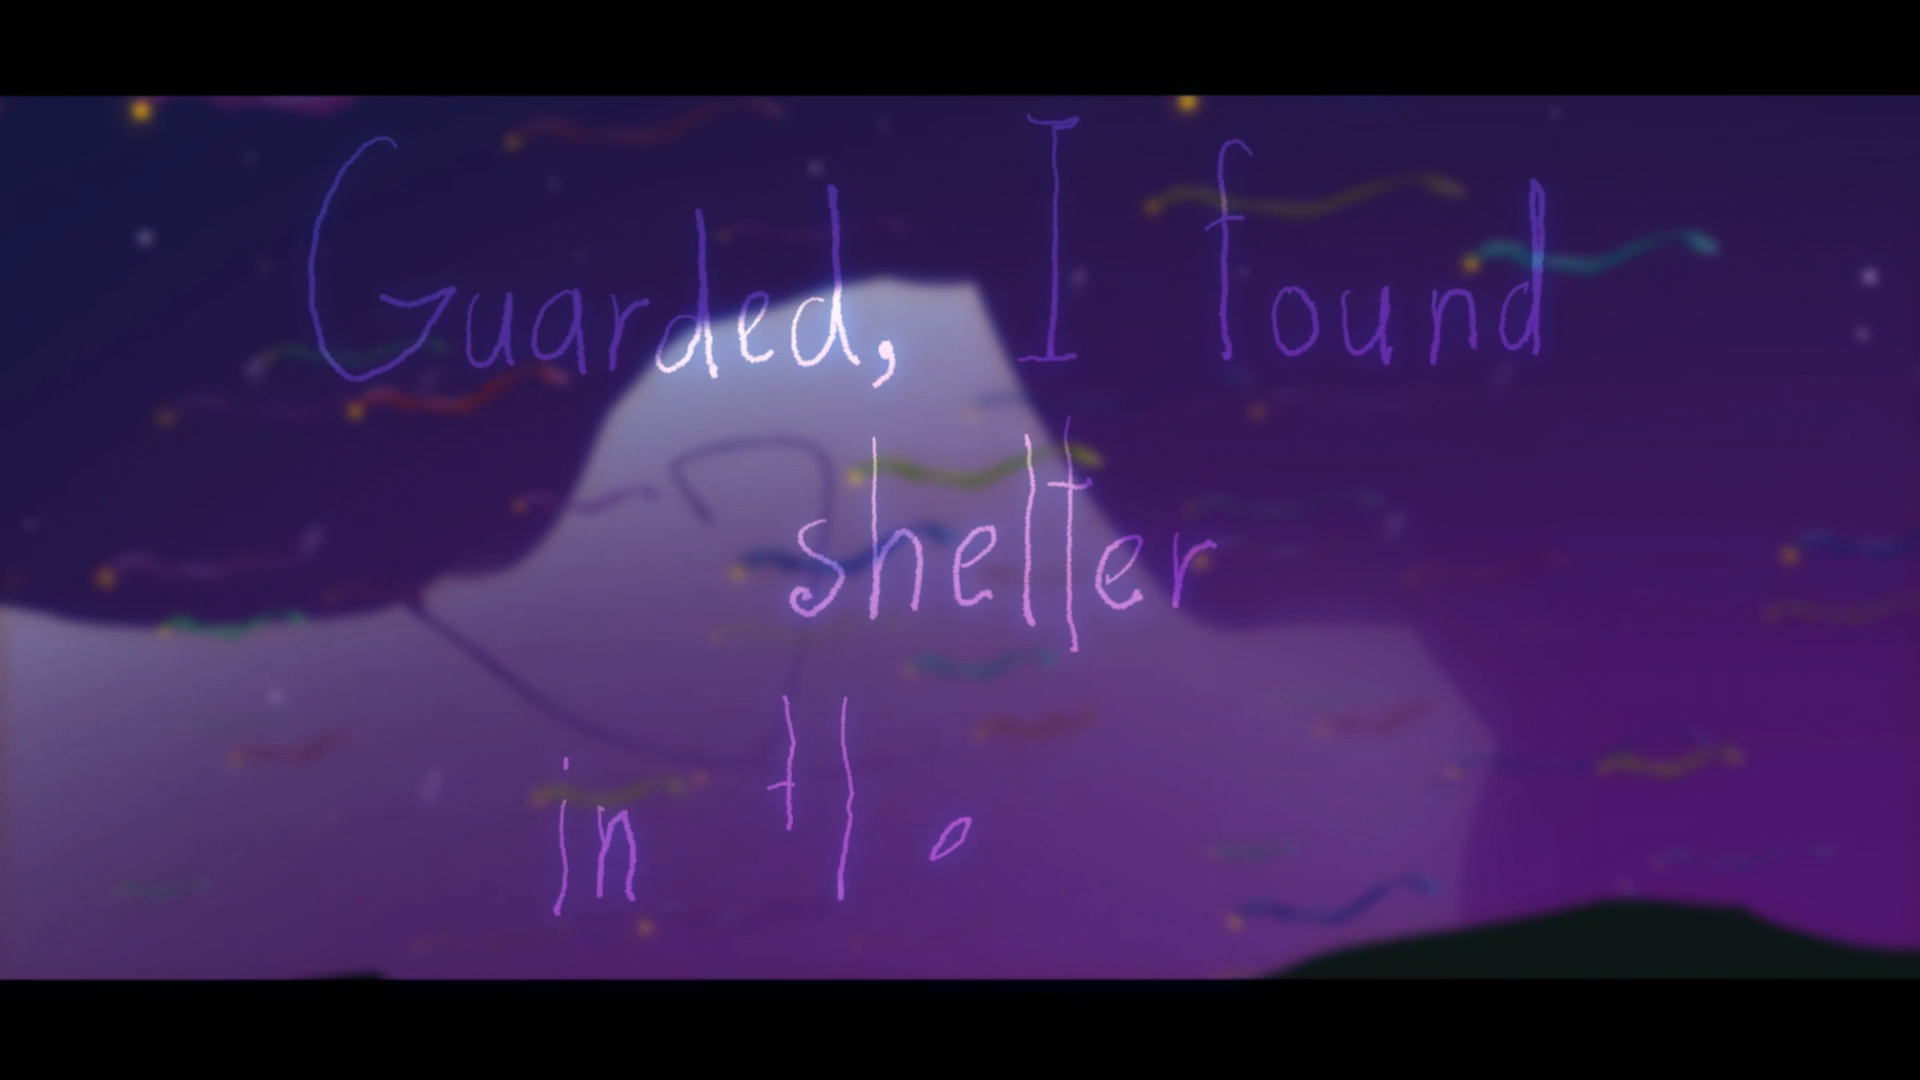 Guarded, I found
shelter
in